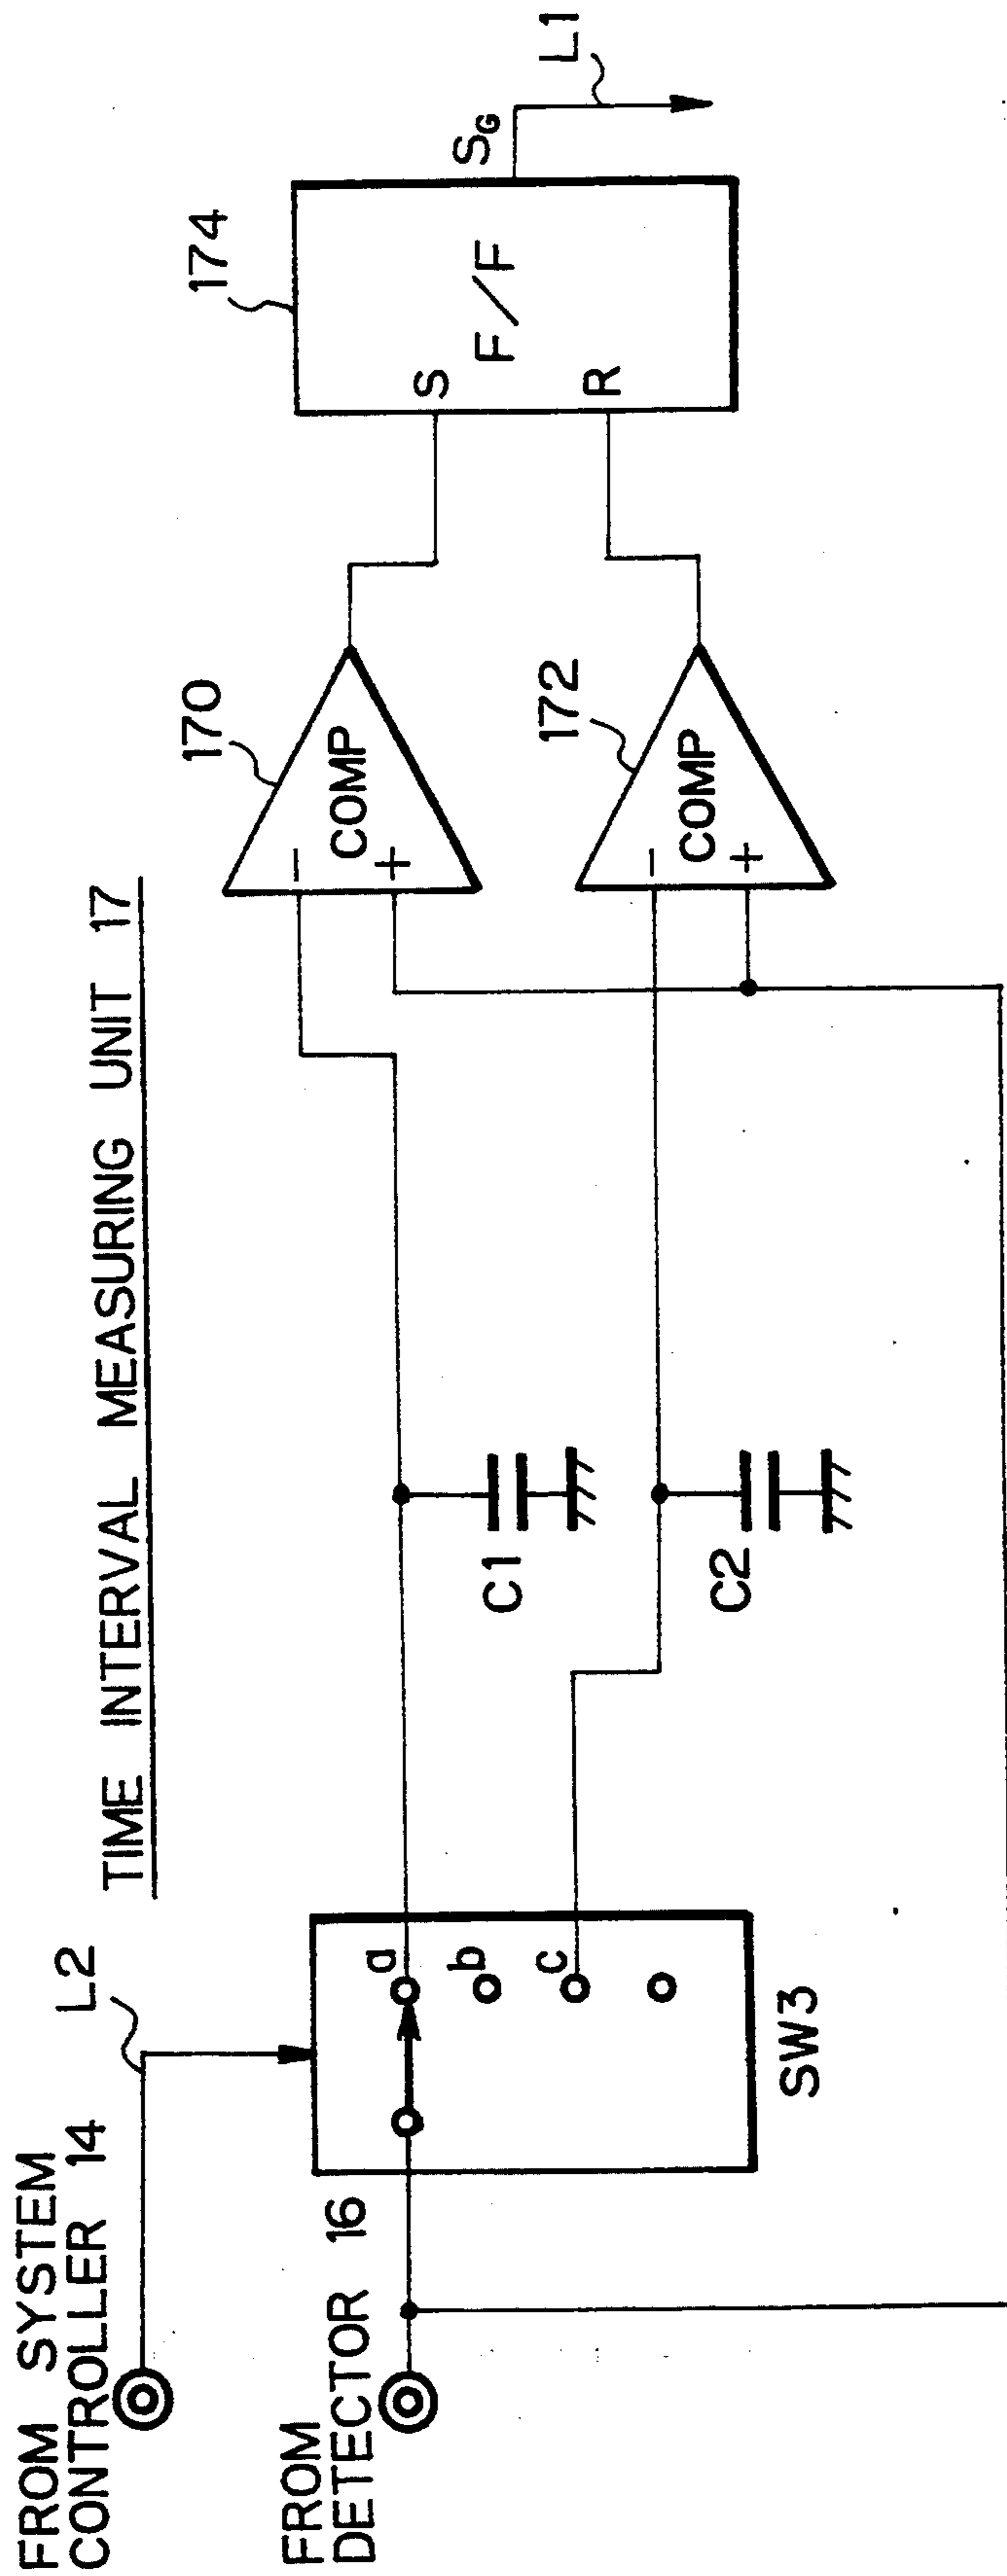 TIME INTERVAL MEASURING UNIT 17
FROM SYSTEM
CONTROLLER 14
L2
FROM
DETECTOR 16
a
b
c
SW3
C1
C2
170
-
COMP
+
172
-
COMP
+
174
S
F/F
R
SG
L1